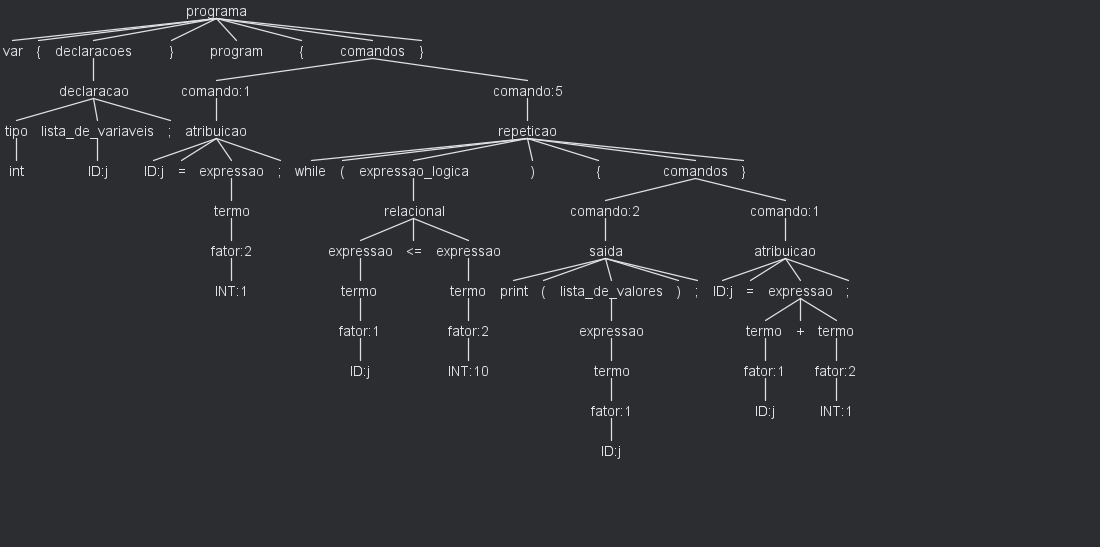 programa
var { declaracoes } program { comandos }
declaracao comando:1 comando:5
tipo lista_de_variaveis ; atribuicao repeticao
int ID:j ID:j = expressao ; while ( expressao_logica ) { comandos }
termo relacional comando:2 comando:1
fator:2 expressao <= expressao saida atribuicao
INT:1 termo termo print ( lista_de_valores ) ; ID:j = expressao ;
fator:1 fator:2 expressao termo + termo
ID:j INT:10 termo fator:1 fator:2
fator:1 ID:j INT:1
ID:j